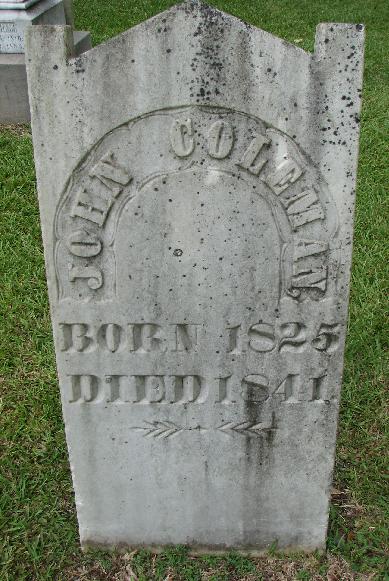 JOHN COLEMAN
BORN 1825
DIED 1841.